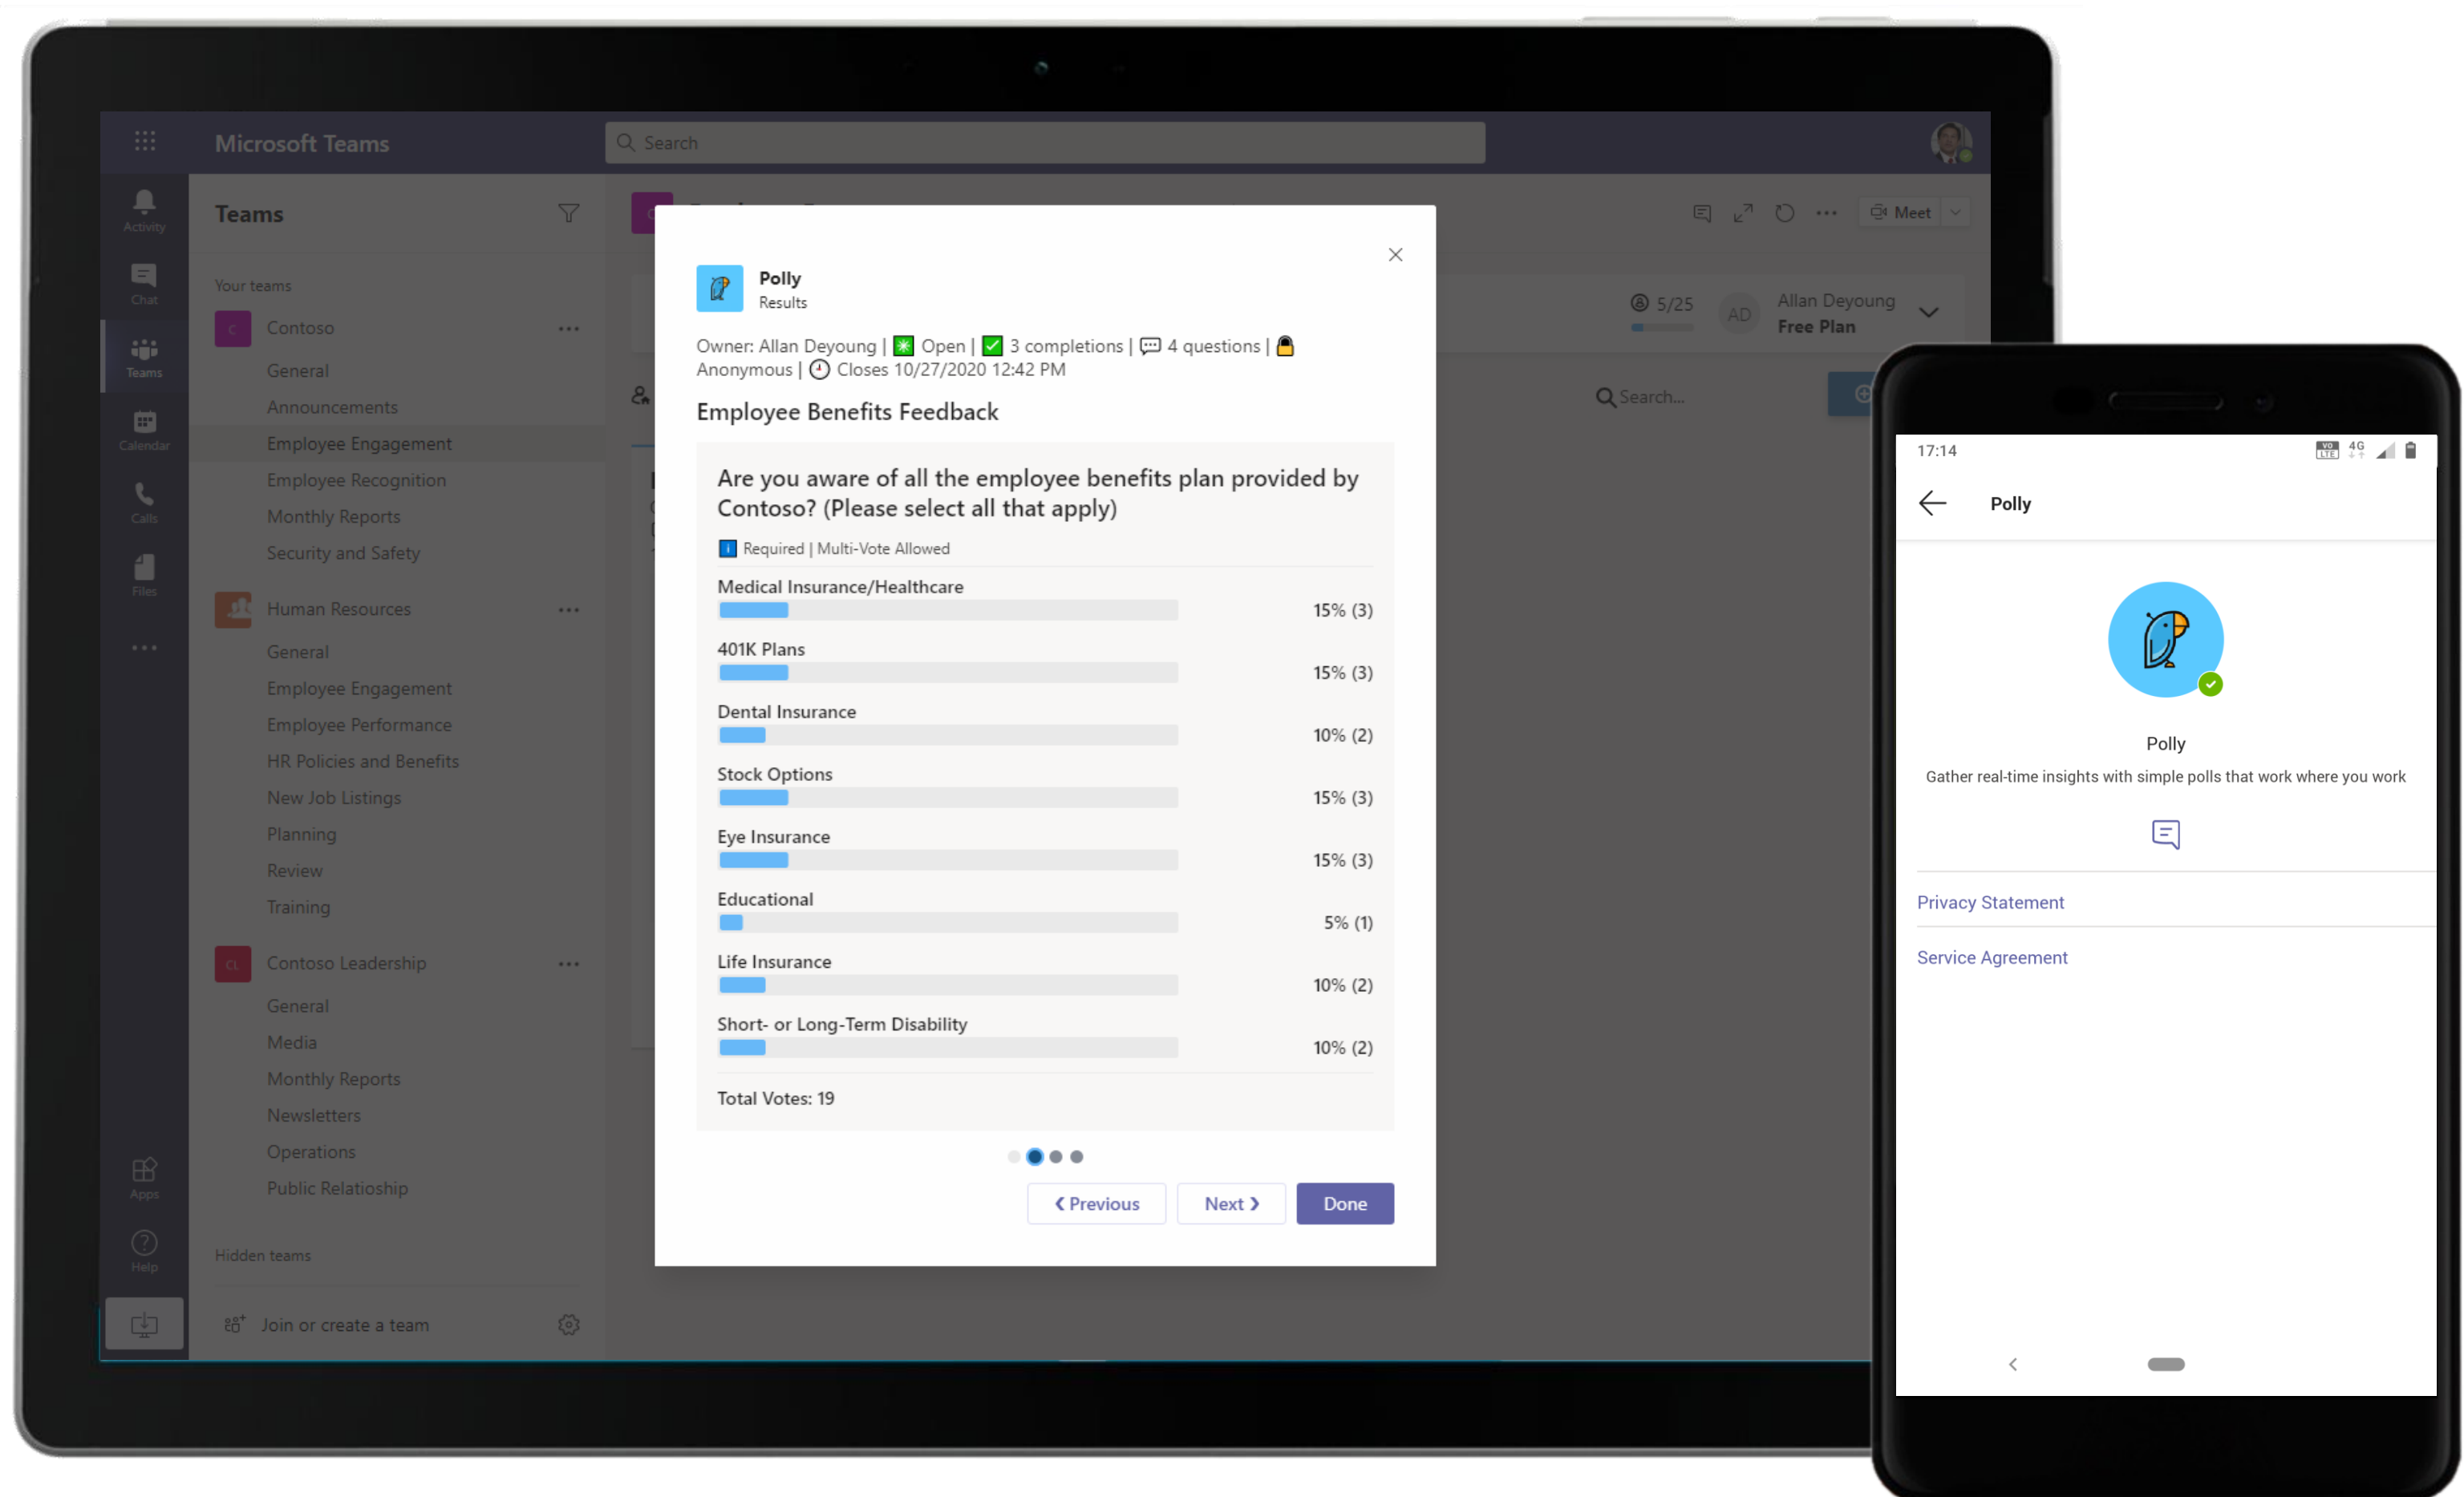 Microsoft Teams
Search
Activity
Chat
Teams
Calendar
Calls
Files
Apps
Help
Teams
Your teams
C
Contoso
General
Announcements
Employee Engagement
Employee Recognition
Monthly Reports
Security and Safety
Human Resources
General
Employee Engagement
Employee Performance
HR Policies and Benefits
New Job Listings
Planning
Review
Training
CL
Contoso Leadership
General
Media
Monthly Reports
Newsletters
Operations
Public Relatioship
Hidden teams
Join or create a team
Meet
5/25
AD
Allan Deyoung
Free Plan
Search...
Polly
Results
Owner: Allan Deyoung | Open | 3 completions | 4 questions |
Anonymous | Closes 10/27/2020 12:42 PM
Employee Benefits Feedback
Are you aware of all the employee benefits plan provided by
Contoso? (Please select all that apply)
Required | Multi-Vote Allowed
Medical Insurance/Healthcare
15% (3)
401K Plans
15% (3)
Dental Insurance
10% (2)
Stock Options
15% (3)
Eye Insurance
15% (3)
Educational
5% (1)
Life Insurance
10% (2)
Short- or Long-Term Disability
10% (2)
Total Votes: 19
Previous
Next
Done
17:14
VO LTE 4G
Polly
Polly
Gather real-time insights with simple polls that work where you work
Privacy Statement
Service Agreement